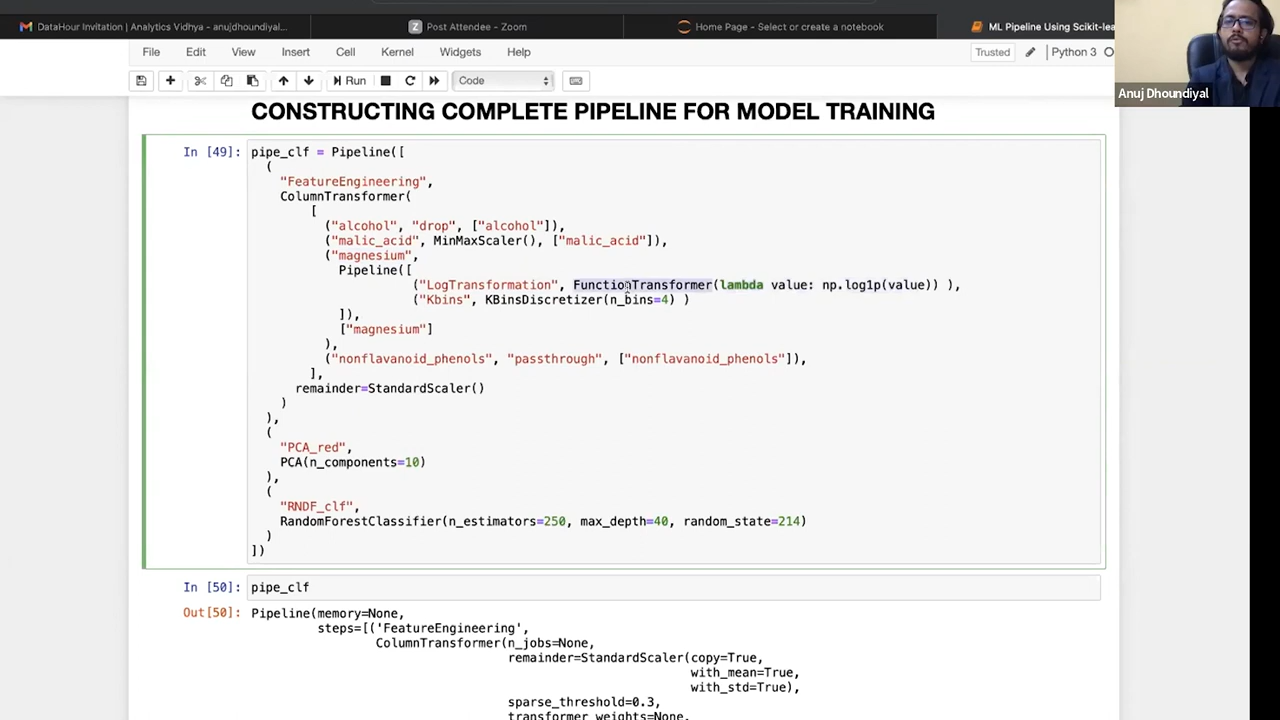 DataHour Invitation | Analytics Vidhya - anujdhoundiyal...
Post Attendee - Zoom
Home Page - Select or create a notebook
ML Pipeline Using Scikit-lea
File Edit View Insert Cell Kernel Widgets Help
Trusted
Python 3
Run
Code
Anuj Dhoundiyal
CONSTRUCTING COMPLETE PIPELINE FOR MODEL TRAINING
In [49]: pipe_clf = Pipeline([
(
"FeatureEngineering",
ColumnTransformer(
[
("alcohol", "drop", ["alcohol"]),
("malic_acid", MinMaxScaler(), ["malic_acid"]),
("magnesium",
Pipeline([
("LogTransformation", FunctionTransformer(lambda value: np.log1p(value)) ),
("Kbins", KBinsDiscretizer(n_bins=4) )
]),
["magnesium"]
),
("nonflavanoid_phenols", "passthrough", ["nonflavanoid_phenols"]),
],
remainder=StandardScaler()
)
),
(
"PCA_red",
PCA(n_components=10)
),
(
"RNDF_clf",
RandomForestClassifier(n_estimators=250, max_depth=40, random_state=214)
)
])
In [50]: pipe_clf
Out[50]: Pipeline(memory=None,
steps=[('FeatureEngineering',
ColumnTransformer(n_jobs=None,
remainder=StandardScaler(copy=True,
with_mean=True,
with_std=True),
sparse_threshold=0.3,
transformer_weights=None,